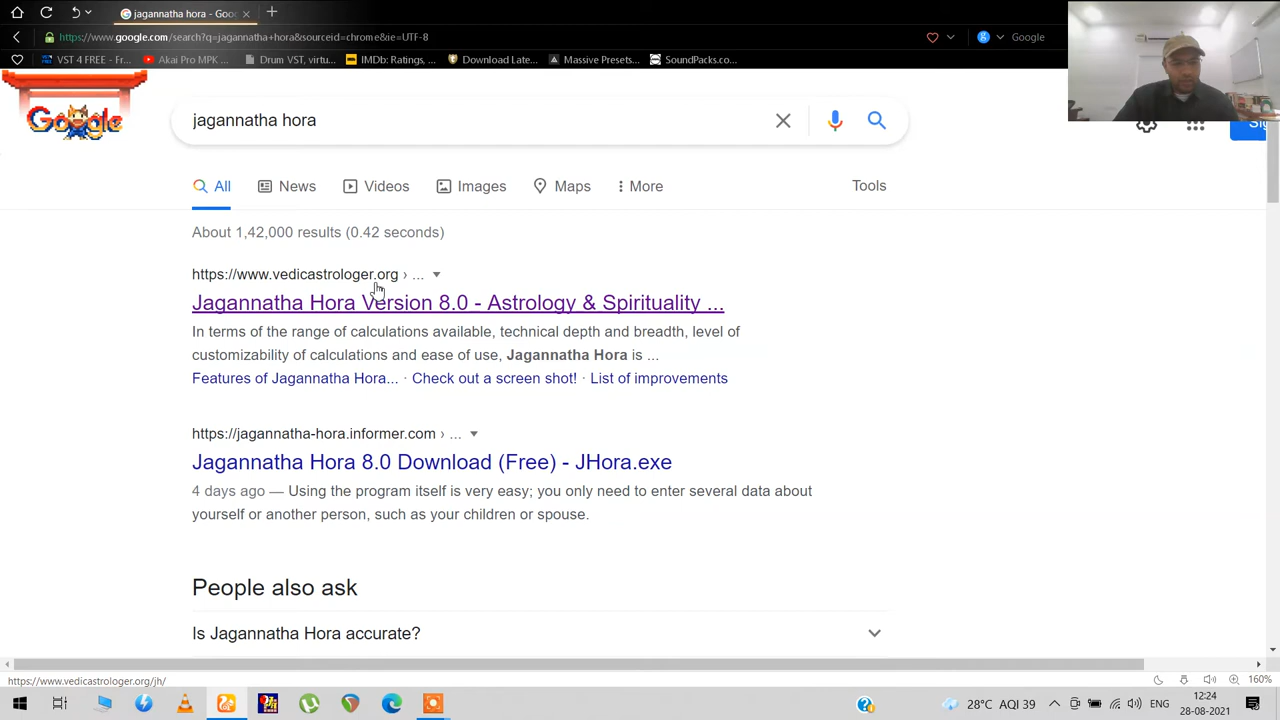 jagannatha hora - Goo
https://www.google.com/search?q=jagannatha+hora&sourceid=chrome&ie=UTF-8
Google
VST 4 FREE - Fr...
Akai Pro MPK ...
Drum VST, virtu...
IMDb: Ratings, ...
Download Late...
Massive Presets...
SoundPacks.co...
Google
jagannatha hora
All
News
Videos
Images
Maps
More
Tools
About 1,42,000 results (0.42 seconds)
https://www.vedicastrologer.org › ...
Jagannatha Hora Version 8.0 - Astrology & Spirituality ...
In terms of the range of calculations available, technical depth and breadth, level of
customizability of calculations and ease of use, Jagannatha Hora is ...
Features of Jagannatha Hora... · Check out a screen shot! · List of improvements
https://jagannatha-hora.informer.com › ...
Jagannatha Hora 8.0 Download (Free) - JHora.exe
4 days ago — Using the program itself is very easy; you only need to enter several data about
yourself or another person, such as your children or spouse.
People also ask
Is Jagannatha Hora accurate?
https://www.vedicastrologer.org/jh/
160%
28°C AQI 39
ENG
12:24
28-08-2021